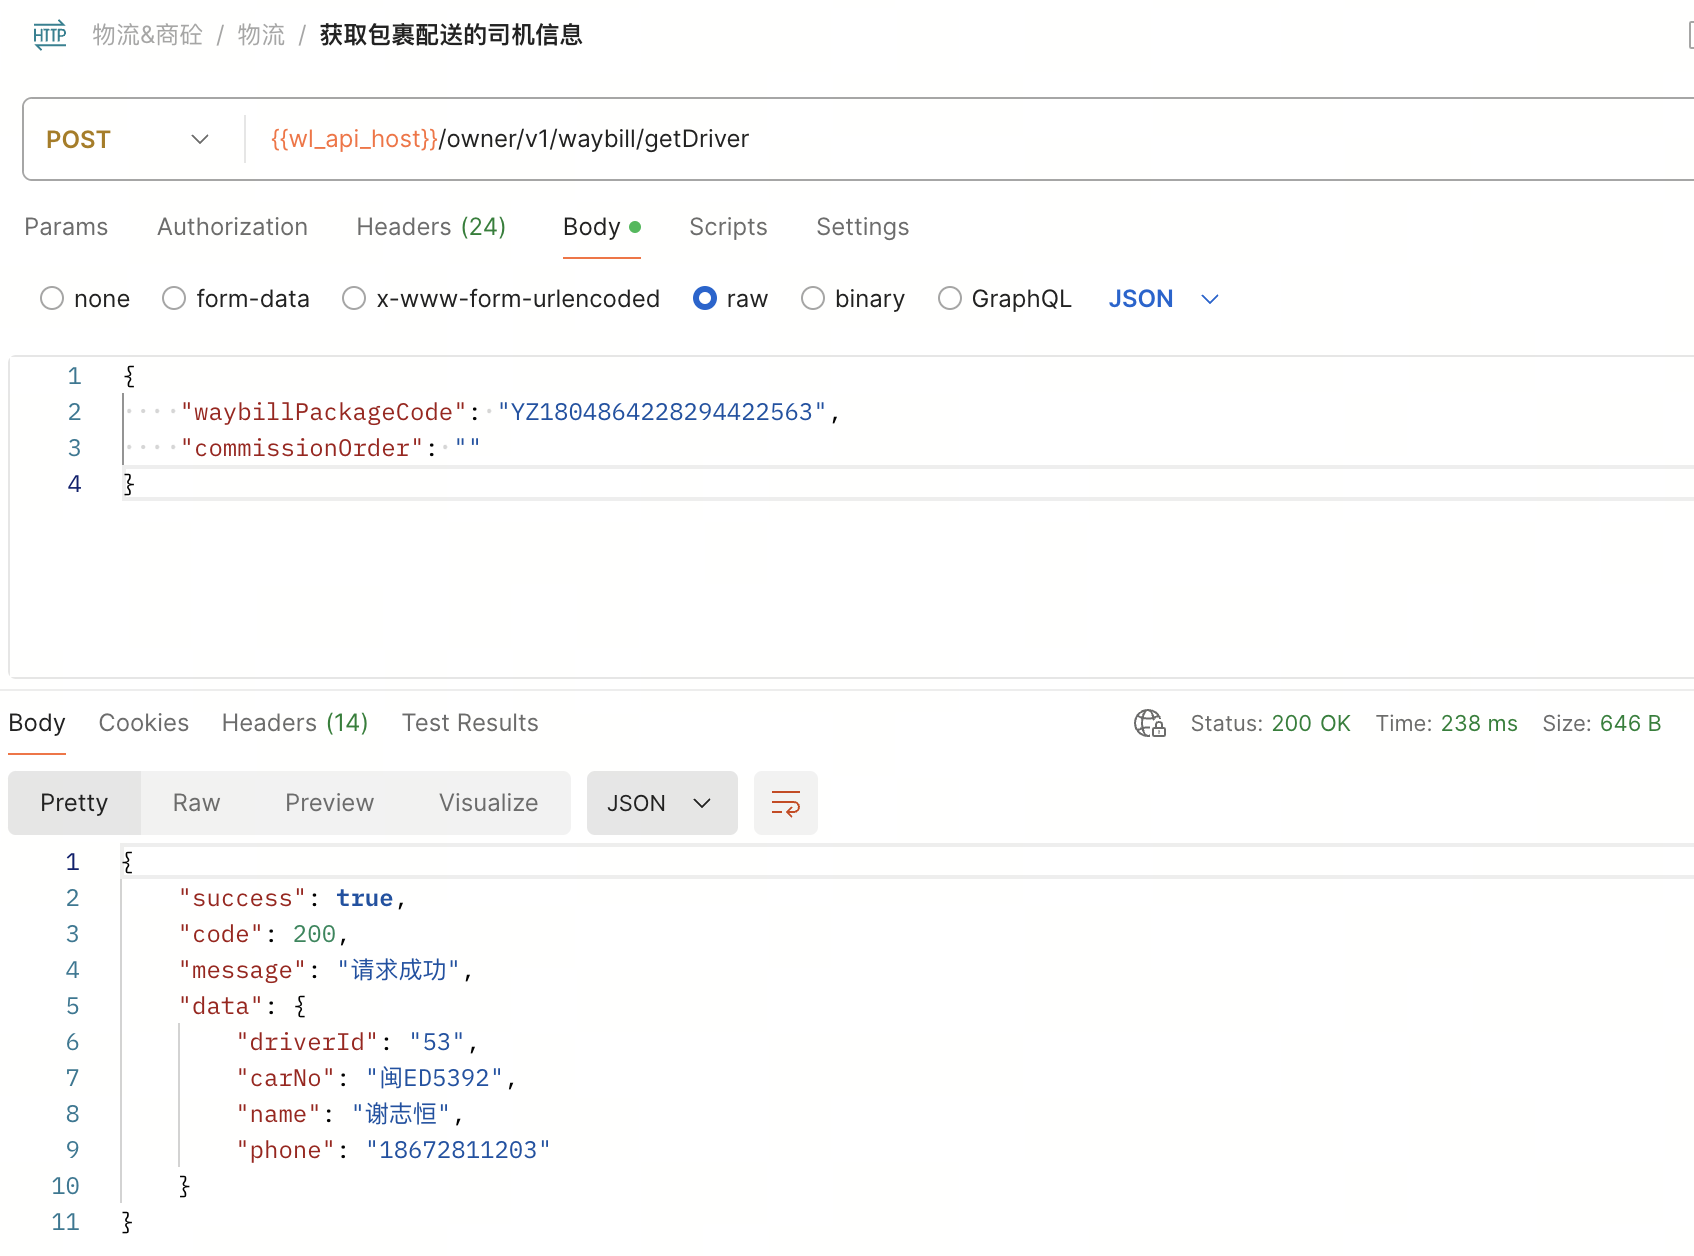 HTTP 物流&商砼 / 物流 / 获取包裹配送的司机信息
POST {{wl_api_host}}/owner/v1/waybill/getDriver
Params Authorization Headers (24) Body Scripts Settings
none form-data x-www-form-urlencoded raw binary GraphQL JSON
1 {
2 "waybillPackageCode": "YZ1804864228294422563",
3 "commissionOrder": ""
4 }
Body Cookies Headers (14) Test Results Status: 200 OK Time: 238 ms Size: 646 B
Pretty Raw Preview Visualize JSON
1 {
2 "success": true,
3 "code": 200,
4 "message": "请求成功",
5 "data": {
6 "driverId": "53",
7 "carNo": "闽ED5392",
8 "name": "谢志恒",
9 "phone": "18672811203"
10 }
11 }